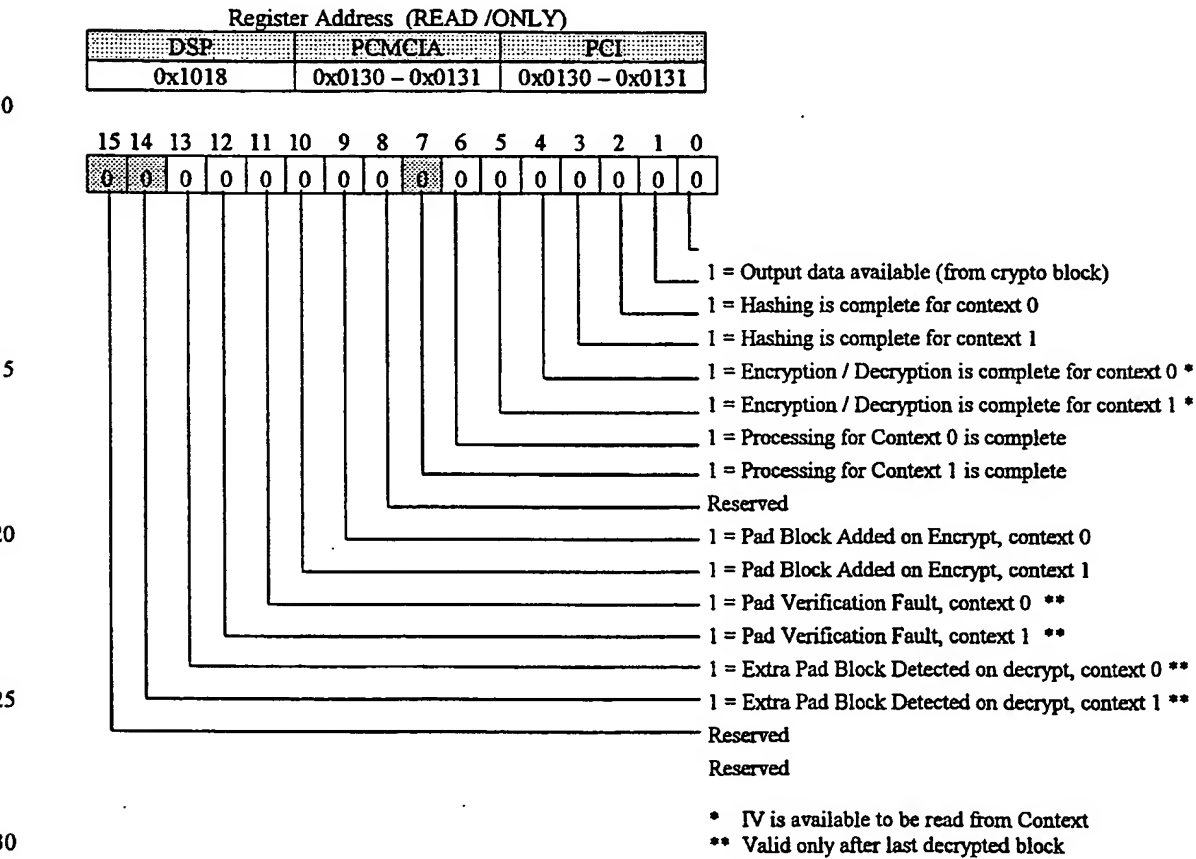 Register Address (READ /ONLY)
DSP PCMCIA PCI
0x1018 0x0130 – 0x0131 0x0130 – 0x0131
0
15 14 13 12 11 10 9 8 7 6 5 4 3 2 1 0
0 0 0 0 0 0 0 0 0 0 0 0 0 0 0 0
1 = Output data available (from crypto block)
1 = Hashing is complete for context 0
1 = Hashing is complete for context 1
5
1 = Encryption / Decryption is complete for context 0 *
1 = Encryption / Decryption is complete for context 1 *
1 = Processing for Context 0 is complete
1 = Processing for Context 1 is complete
Reserved
20
1 = Pad Block Added on Encrypt, context 0
1 = Pad Block Added on Encrypt, context 1
1 = Pad Verification Fault, context 0 **
1 = Pad Verification Fault, context 1 **
1 = Extra Pad Block Detected on decrypt, context 0 **
25
1 = Extra Pad Block Detected on decrypt, context 1 **
Reserved
Reserved
* IV is available to be read from Context
30
** Valid only after last decrypted block